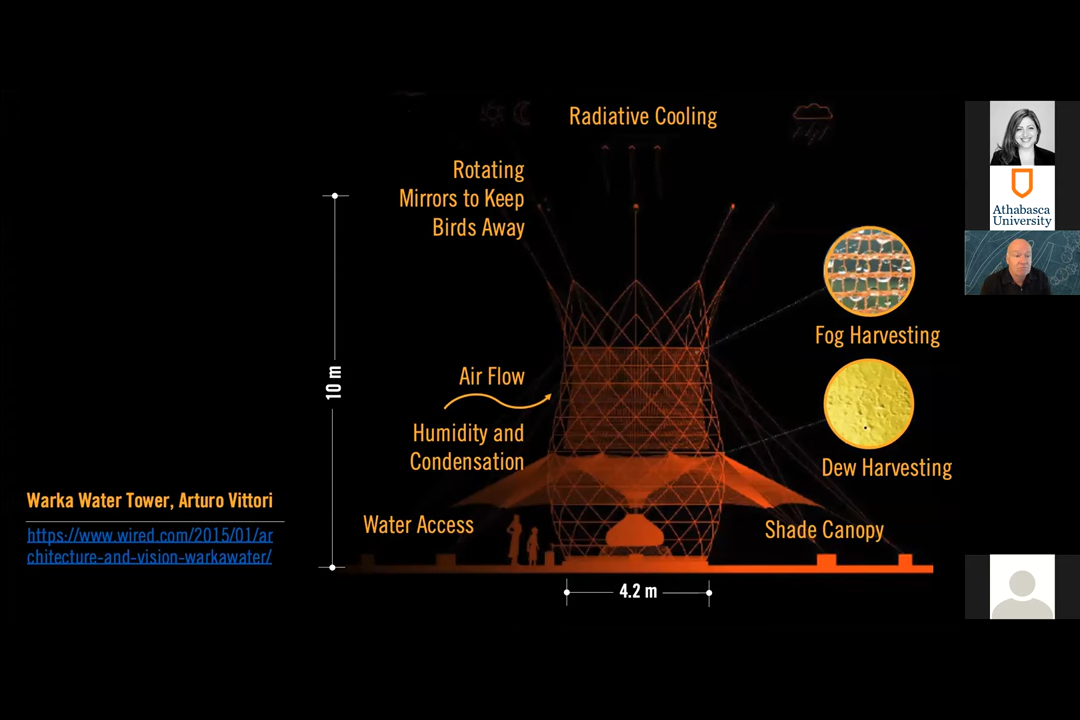 Radiative Cooling
Rotating
Mirrors to Keep
Birds Away
10 m
Fog Harvesting
Air Flow
Humidity and
Condensation
Dew Harvesting
Warka Water Tower, Arturo Vittori
https://www.wired.com/2015/01/ar
chitecture-and-vision-warkawater/
Water Access
Shade Canopy
4.2 m
Athabasca
University